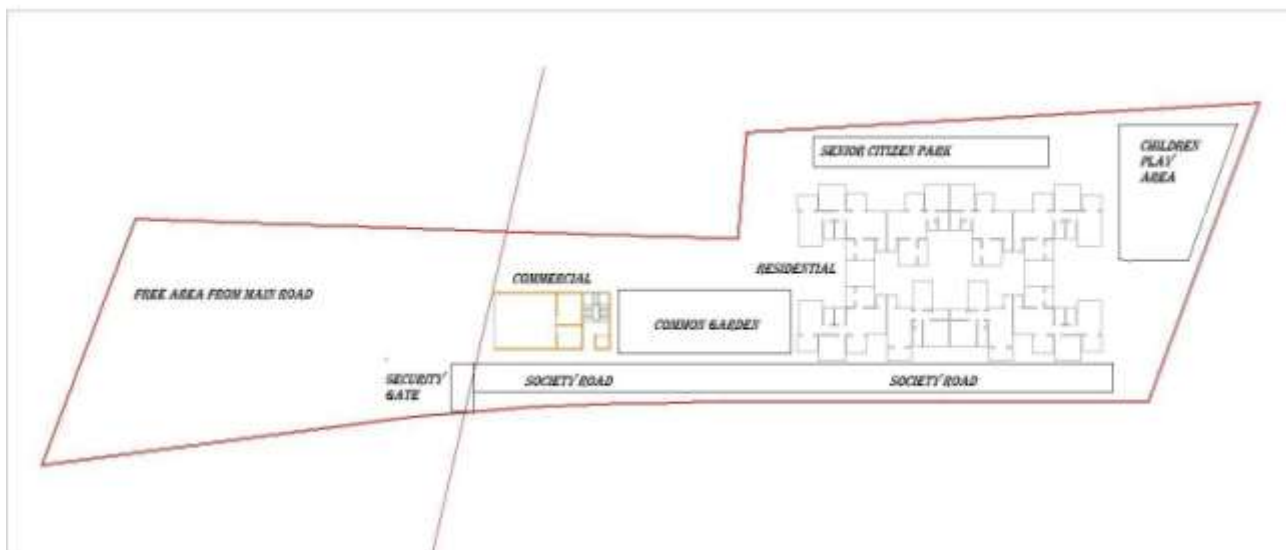 SENIOR CITIZEN PARK
CHILDREN
PLAY
AREA
RESIDENTIAL
COMMERCIAL
FREE AREA FROM MAIN ROAD
COMMON GARDEN
SECURITY
GATE
SOCIETY ROAD
SOCIETY ROAD